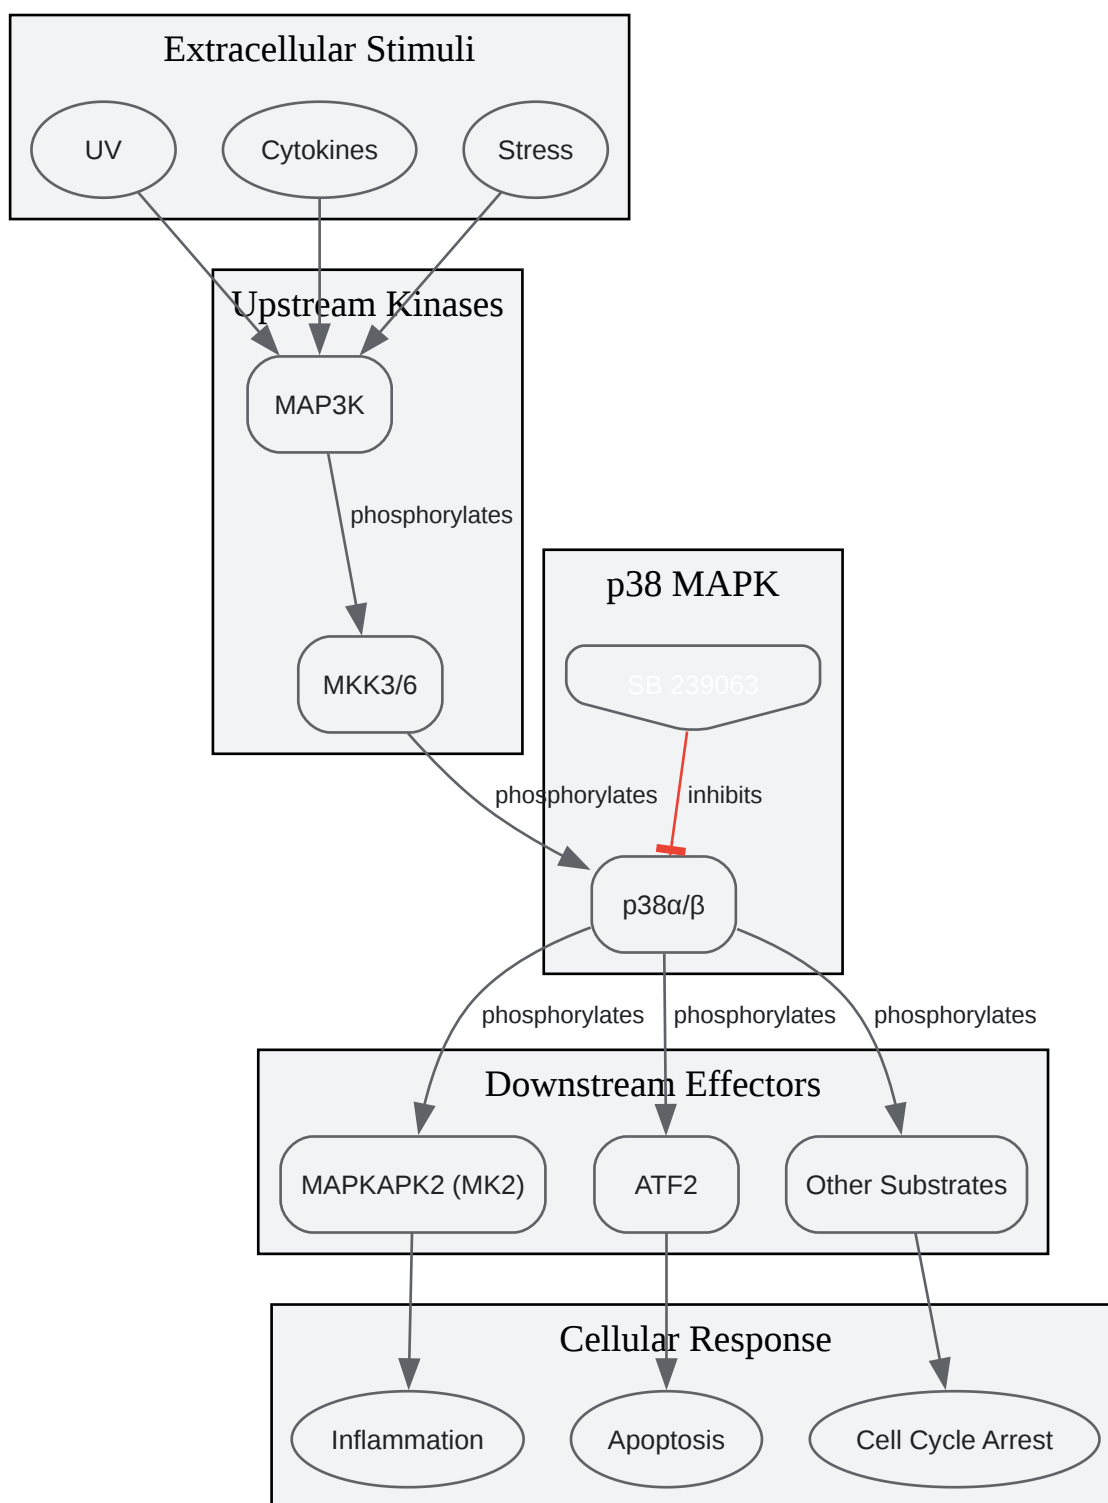 Extracellular Stimuli
UV
Cytokines
Stress
Upstream Kinases
MAP3K
phosphorylates
p38 MAPK
MKK3/6
SB 239063
phosphorylates
inhibits
p38α/β
phosphorylates
phosphorylates
phosphorylates
Downstream Effectors
MAPKAPK2 (MK2)
ATF2
Other Substrates
Cellular Response
Inflammation
Apoptosis
Cell Cycle Arrest